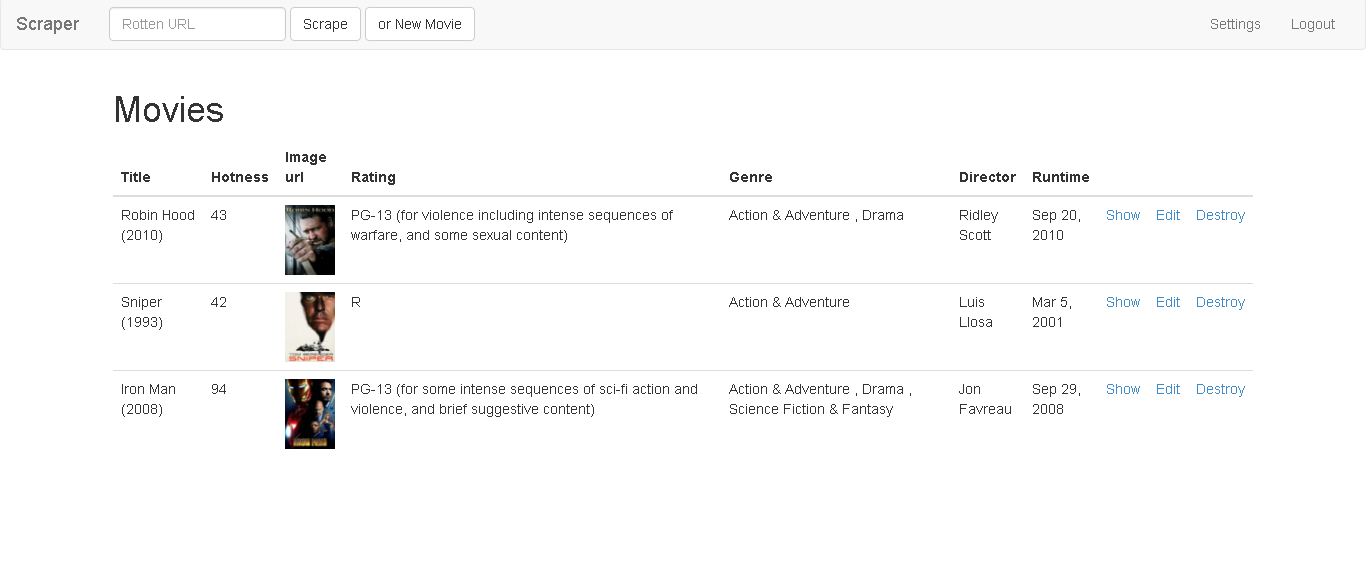 Scraper Rotten URL Scrape or New Movie Settings Logout
Movies
Image
Title Hotness url Rating Genre Director Runtime
Robin Hood 43 PG-13 (for violence including intense sequences of Action & Adventure , Drama Ridley Sep 20, Show Edit Destroy
(2010) warfare, and some sexual content) Scott 2010
Sniper 42 R Action & Adventure Luis Mar 5, Show Edit Destroy
(1993) Llosa 2001
SNIPER
Iron Man 94 PG-13 (for some intense sequences of sci-fi action and Action & Adventure , Drama , Jon Sep 29, Show Edit Destroy
(2008) violence, and brief suggestive content) Science Fiction & Fantasy Favreau 2008